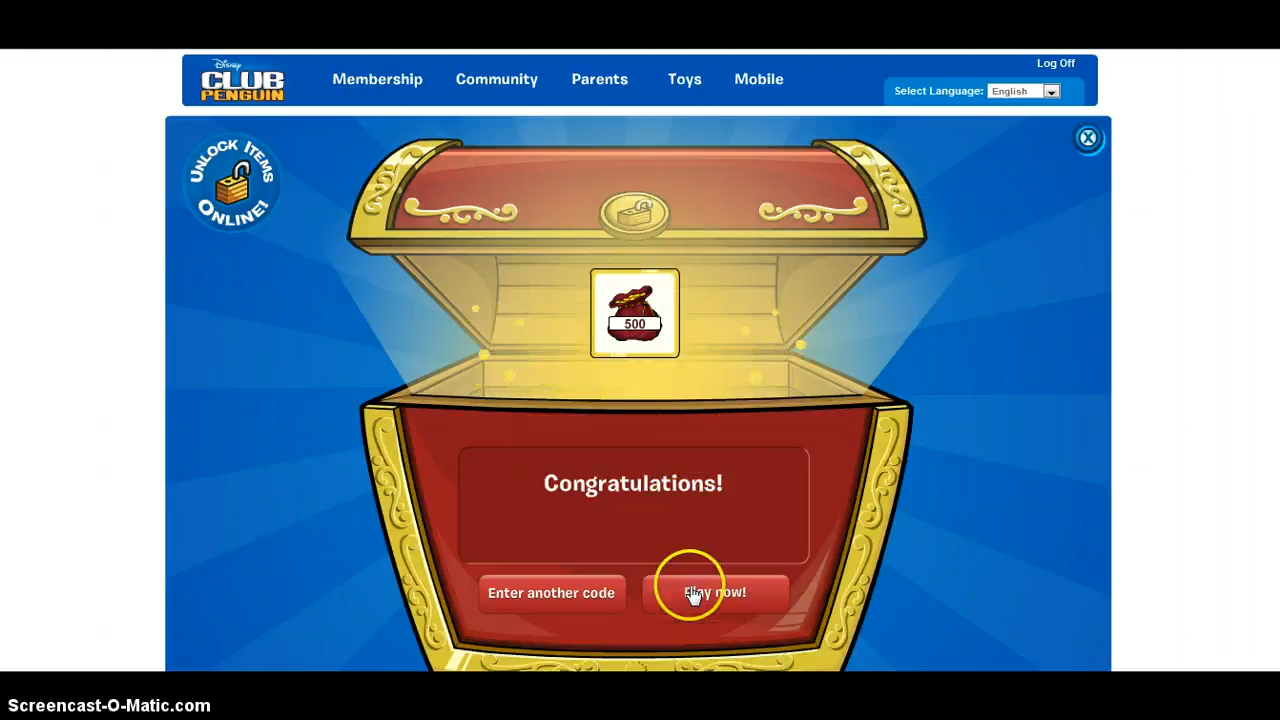 Disney
CLUB
PENGUIN
Membership
Community
Parents
Toys
Mobile
Log Off
Select Language:
English
UNLOCK ITEMS
ONLINE!
500
Congratulations!
Enter another code
Play now!
Screencast-O-Matic.com